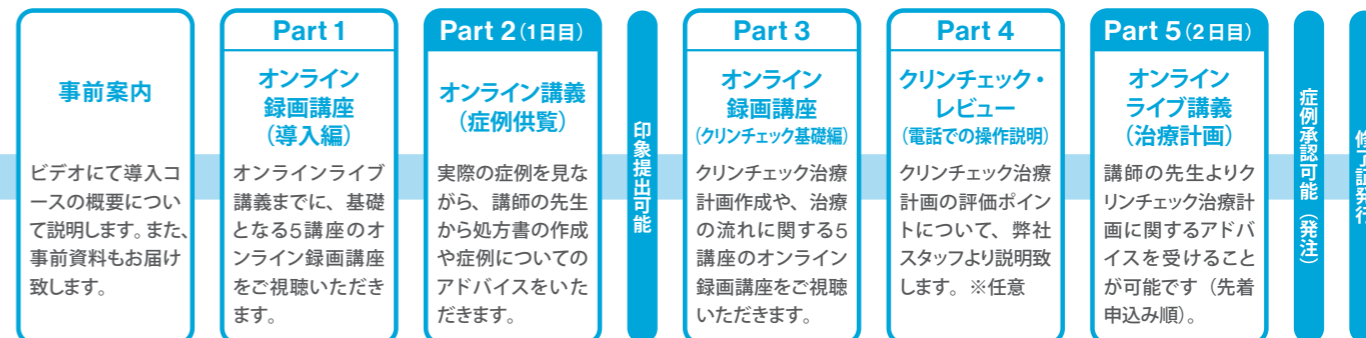 事前案内
ビデオにて導入コ
ースの概要につい
て説明します。また、
事前資料もお届け
致します。
Part 1
オンライン
録画講座
（導入編）
オンラインライブ
講義までに、基礎
となる5講座のオ
ンライン録画講座
をご視聴いただき
ます。
Part 2（1日目）
オンライン講義
（症例供覧）
実際の症例を見な
がら、講師の先生
から処方書の作成
や症例についての
アドバイスをいた
だきます。
印象提出可能
Part 3
オンライン
録画講座
（クリンチェック基礎編）
クリンチェック治療
計画作成や、治療
の流れに関する5
講座のオンライン
録画講座をご視聴
いただきます。
Part 4
クリンチェック・
レビュー
（電話での操作説明）
クリンチェック治療
計画の評価ポイン
トについて、弊社
スタッフより説明致
します。※任意
Part 5（2日目）
オンライン
ライブ講義
（治療計画）
講師の先生よりク
リンチェック治療計
画に関するアドバ
イスを受けること
が可能です（先着
申込み順）。
症例承認可能（発注）
修了証発行